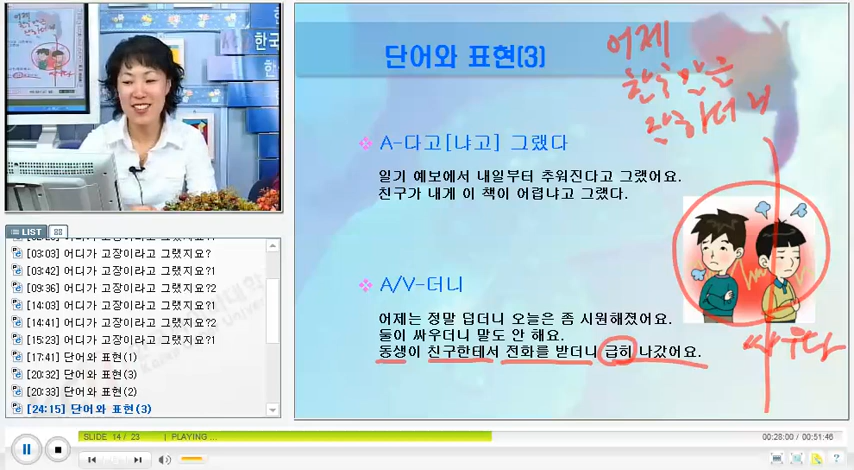 단어와 표현(3)
어제
A-다고[냐고] 그랬다
일기 예보에서 내일부터 추워진다고 그랬어요.
친구가 내게 이 책이 어렵냐고 그랬다.
A/V-더니
어제는 정말 덥더니 오늘은 좀 시원해졌어요.
둘이 싸우더니 말도 안 해요.
동생이 친구한테서 전화를 받더니 급히 나갔어요.
싸우다
LIST
[03:03] 어디가 고장이라고 그랬지요?
[03:42] 어디가 고장이라고 그랬지요?1
[09:36] 어디가 고장이라고 그랬지요?2
[14:03] 어디가 고장이라고 그랬지요?1
[14:41] 어디가 고장이라고 그랬지요?2
[15:23] 어디가 고장이라고 그랬지요?1
[17:41] 단어와 표현(1)
[20:32] 단어와 표현(3)
[20:33] 단어와 표현(2)
[24:15] 단어와 표현(3)
SLIDE 14 / 23 | PLAYING ...
00:28:00 / 00:51:46